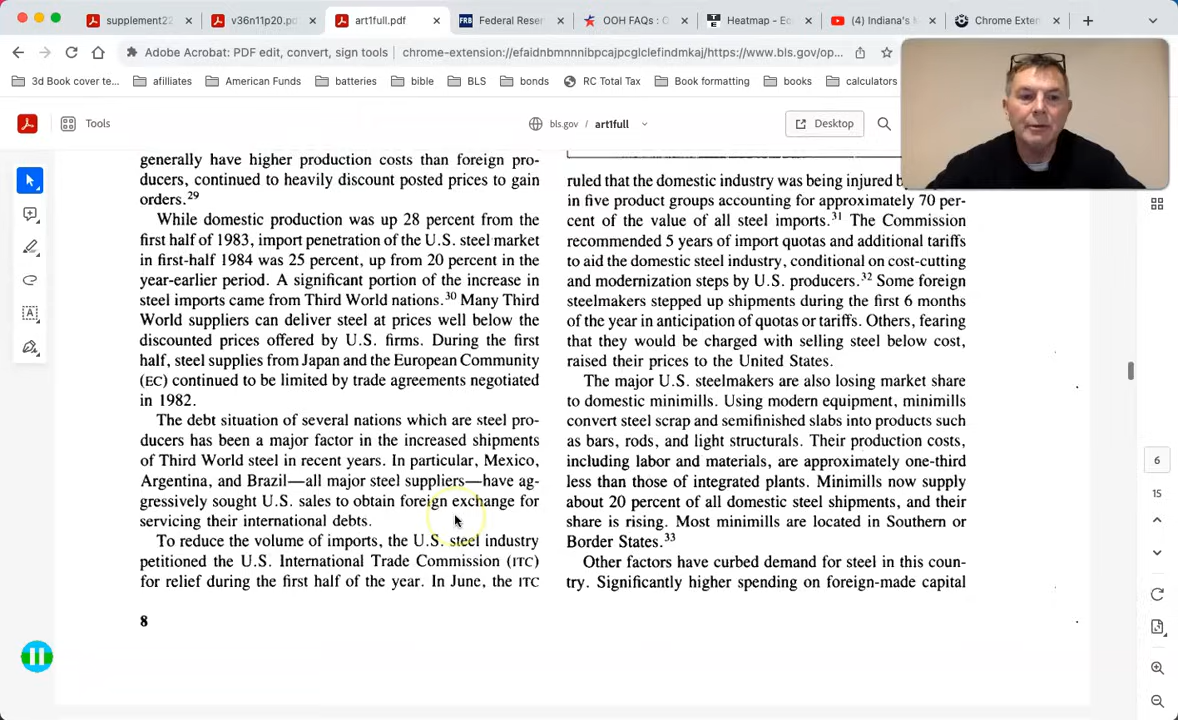 supplement22
v36n11p20.pd
art1full.pdf
Federal Rese
OOH FAQs : O
Heatmap - Ec
(4) Indiana's
Chrome Exten
Adobe Acrobat: PDF edit, convert, sign tools
chrome-extension://efaidnbmnnnibpcajpcglclefindmkaj/https://www.bls.gov/op...
3d Book cover te...
afilliates
American Funds
batteries
bible
BLS
bonds
RC Total Tax
Book formatting
books
calculators
Tools
bls.gov / art1full
Desktop
generally have higher production costs than foreign pro-
ducers, continued to heavily discount posted prices to gain
orders.29
While domestic production was up 28 percent from the
first half of 1983, import penetration of the U.S. steel market
in first-half 1984 was 25 percent, up from 20 percent in the
year-earlier period. A significant portion of the increase in
steel imports came from Third World nations.30 Many Third
World suppliers can deliver steel at prices well below the
discounted prices offered by U.S. firms. During the first
half, steel supplies from Japan and the European Community
(EC) continued to be limited by trade agreements negotiated
in 1982.
The debt situation of several nations which are steel pro-
ducers has been a major factor in the increased shipments
of Third World steel in recent years. In particular, Mexico,
Argentina, and Brazil—all major steel suppliers—have ag-
gressively sought U.S. sales to obtain foreign exchange for
servicing their international debts.
To reduce the volume of imports, the U.S. steel industry
petitioned the U.S. International Trade Commission (ITC)
for relief during the first half of the year. In June, the ITC
8
ruled that the domestic industry was being injured
in five product groups accounting for approximately 70 per-
cent of the value of all steel imports.31 The Commission
recommended 5 years of import quotas and additional tariffs
to aid the domestic steel industry, conditional on cost-cutting
and modernization steps by U.S. producers.32 Some foreign
steelmakers stepped up shipments during the first 6 months
of the year in anticipation of quotas or tariffs. Others, fearing
that they would be charged with selling steel below cost,
raised their prices to the United States.
The major U.S. steelmakers are also losing market share
to domestic minimills. Using modern equipment, minimills
convert steel scrap and semifinished slabs into products such
as bars, rods, and light structurals. Their production costs,
including labor and materials, are approximately one-third
less than those of integrated plants. Minimills now supply
about 20 percent of all domestic steel shipments, and their
share is rising. Most minimills are located in Southern or
Border States.33
Other factors have curbed demand for steel in this coun-
try. Significantly higher spending on foreign-made capital
6
15